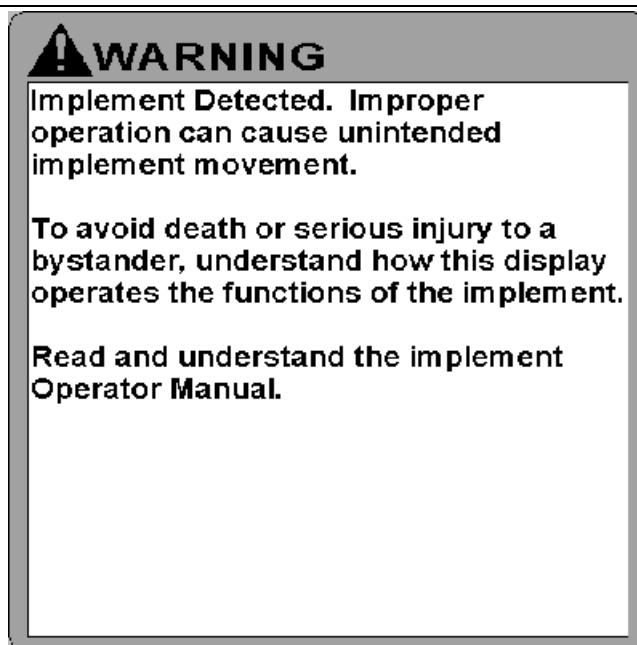 WARNING
Implement Detected. Improper
operation can cause unintended
implement movement.
To avoid death or serious injury to a
bystander, understand how this display
operates the functions of the implement.
Read and understand the implement
Operator Manual.